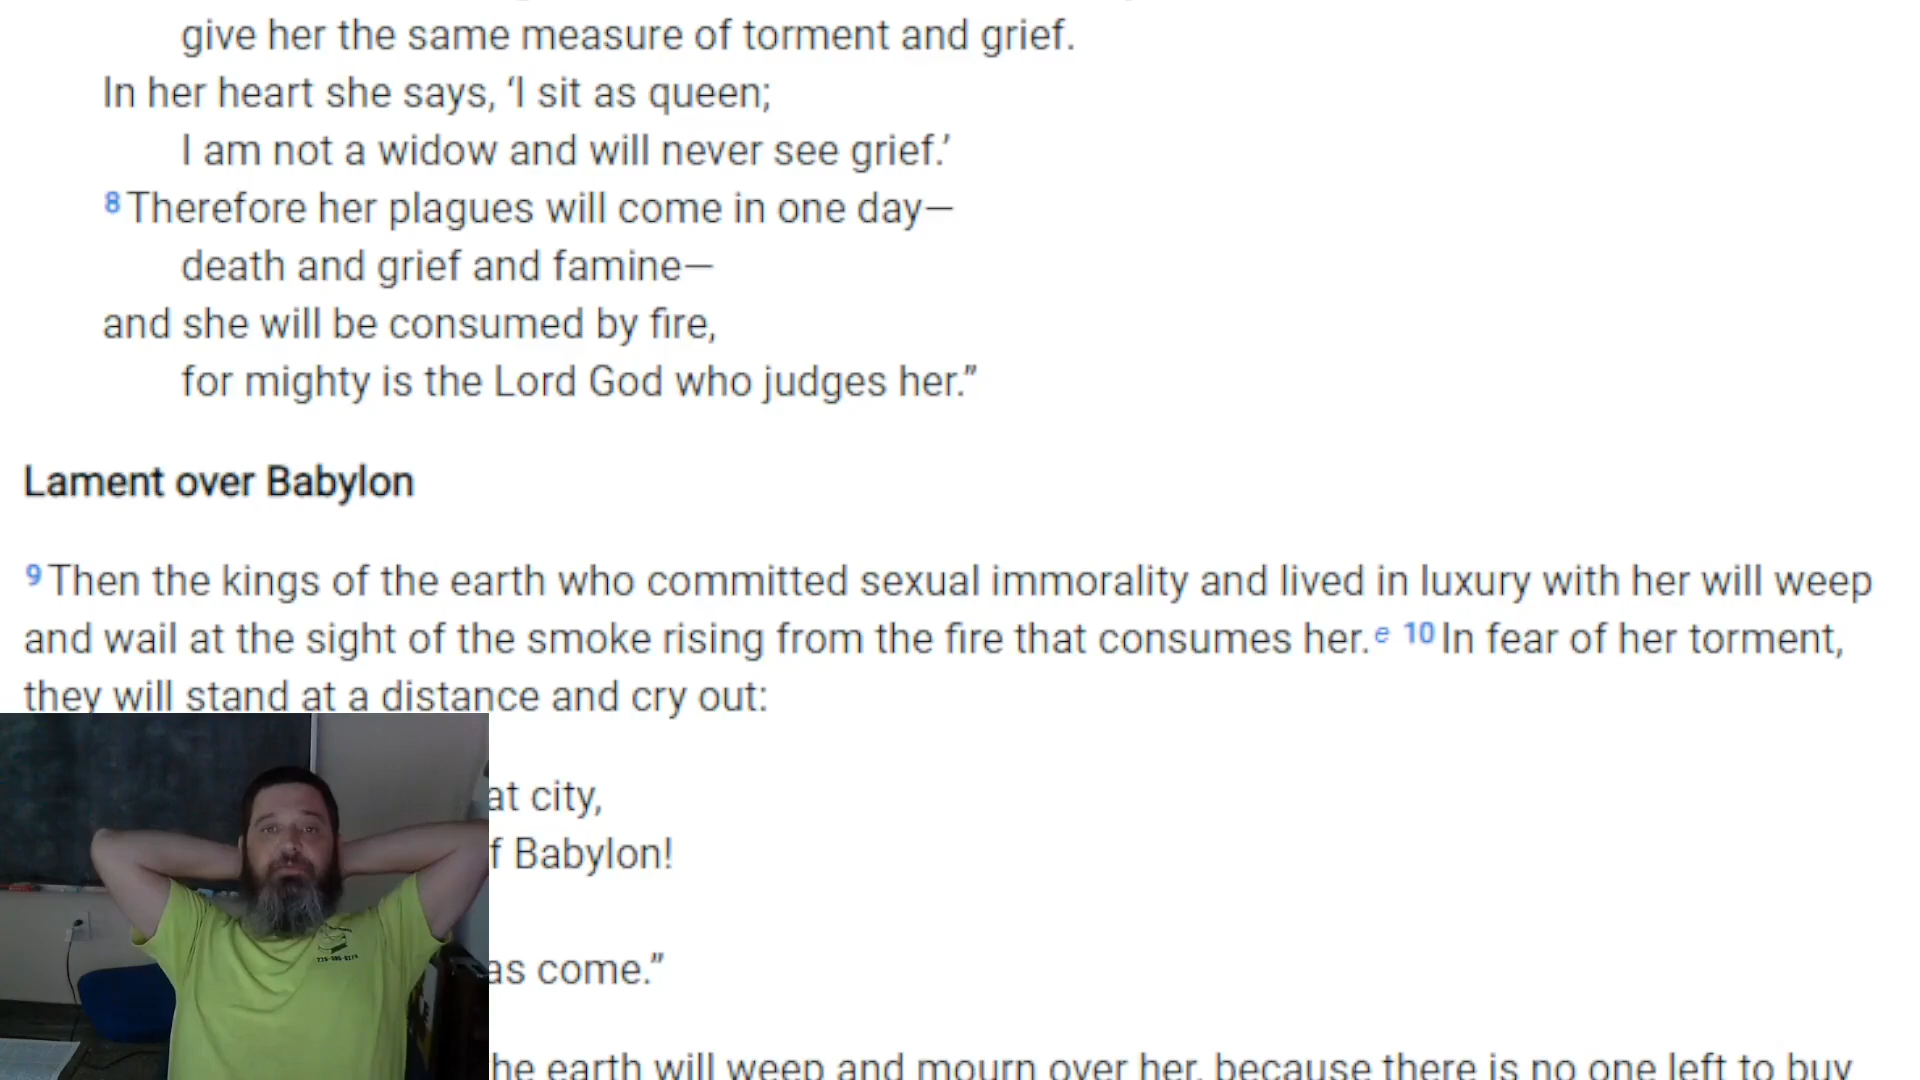 give her the same measure of torment and grief.
In her heart she says, ‘I sit as queen;
I am not a widow and will never see grief.’
8 Therefore her plagues will come in one day—
death and grief and famine—
and she will be consumed by fire,
for mighty is the Lord God who judges her.”
Lament over Babylon
9 Then the kings of the earth who committed sexual immorality and lived in luxury with her will weep
and wail at the sight of the smoke rising from the fire that consumes her. e 10 In fear of her torment,
they will stand at a distance and cry out:
at city,
f Babylon!
as come.”
he earth will weep and mourn over her, because there is no one left to buy